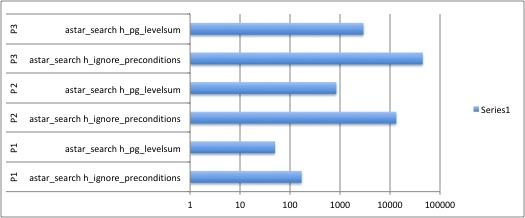 P3 astar_search h_pg_levelsum
P3 astar_search h_ignore_preconditions
P2 astar_search h_pg_levelsum
P2 astar_search h_ignore_preconditions
P1 astar_search h_pg_levelsum
P1 astar_search h_ignore_preconditions
Series1
1 10 100 1000 10000 100000